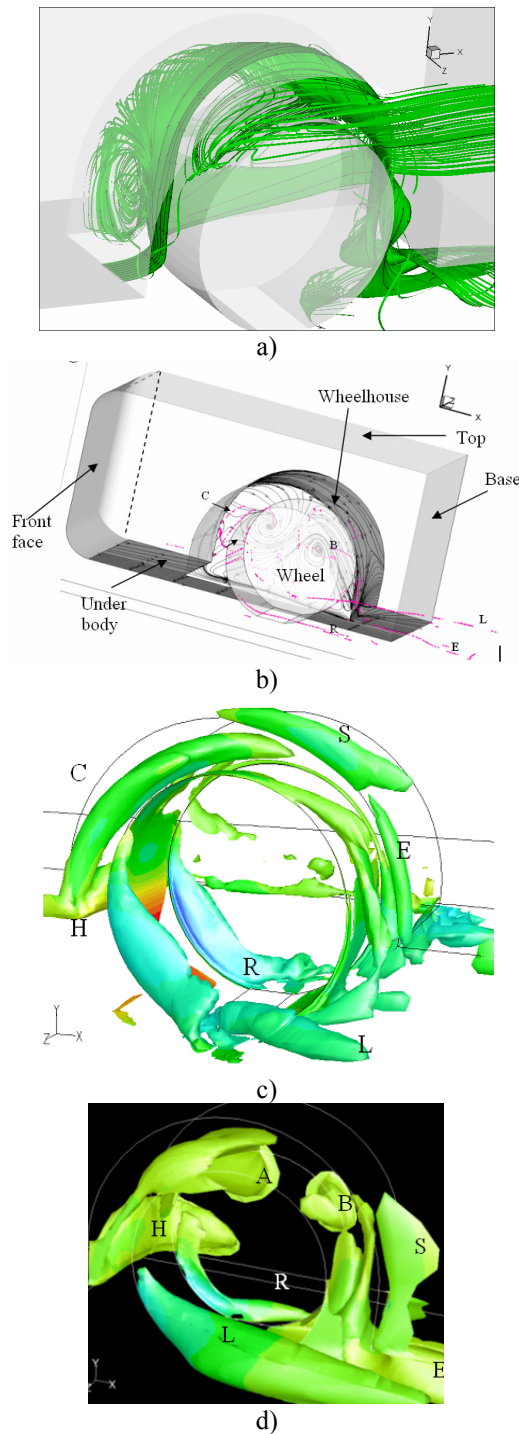 Y
X
Z
a)
Y
Z
X
Wheelhouse
Top
Base
C
Front
face
B
Wheel
Under
body
L
R
E
b)
S
C
E
H
R
Y
Z
X
L
c)
A
B
H
S
R
L
E
Y
Z
X
d)